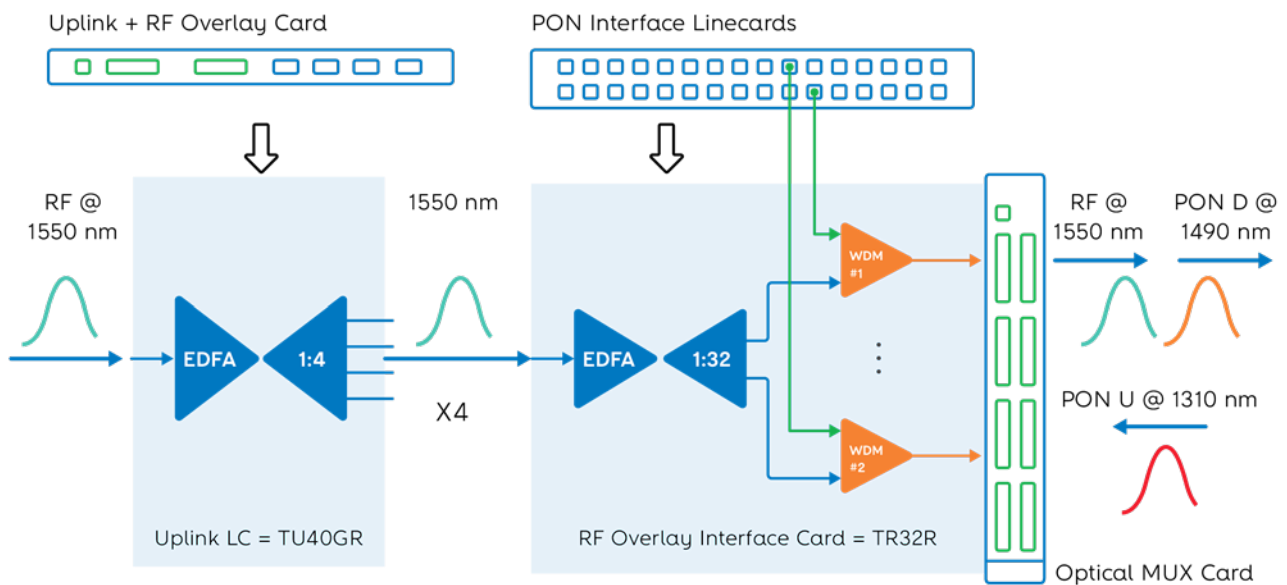 Uplink + RF Overlay Card
PON Interface Linecards
RF @
1550 nm
1550 nm
RF @
1550 nm
PON D @
1490 nm
WDM
#1
EDFA
1:4
EDFA
1:32
X4
PON U @ 1310 nm
WDM
#2
Uplink LC = TU40GR
RF Overlay Interface Card = TR32R
Optical MUX Card